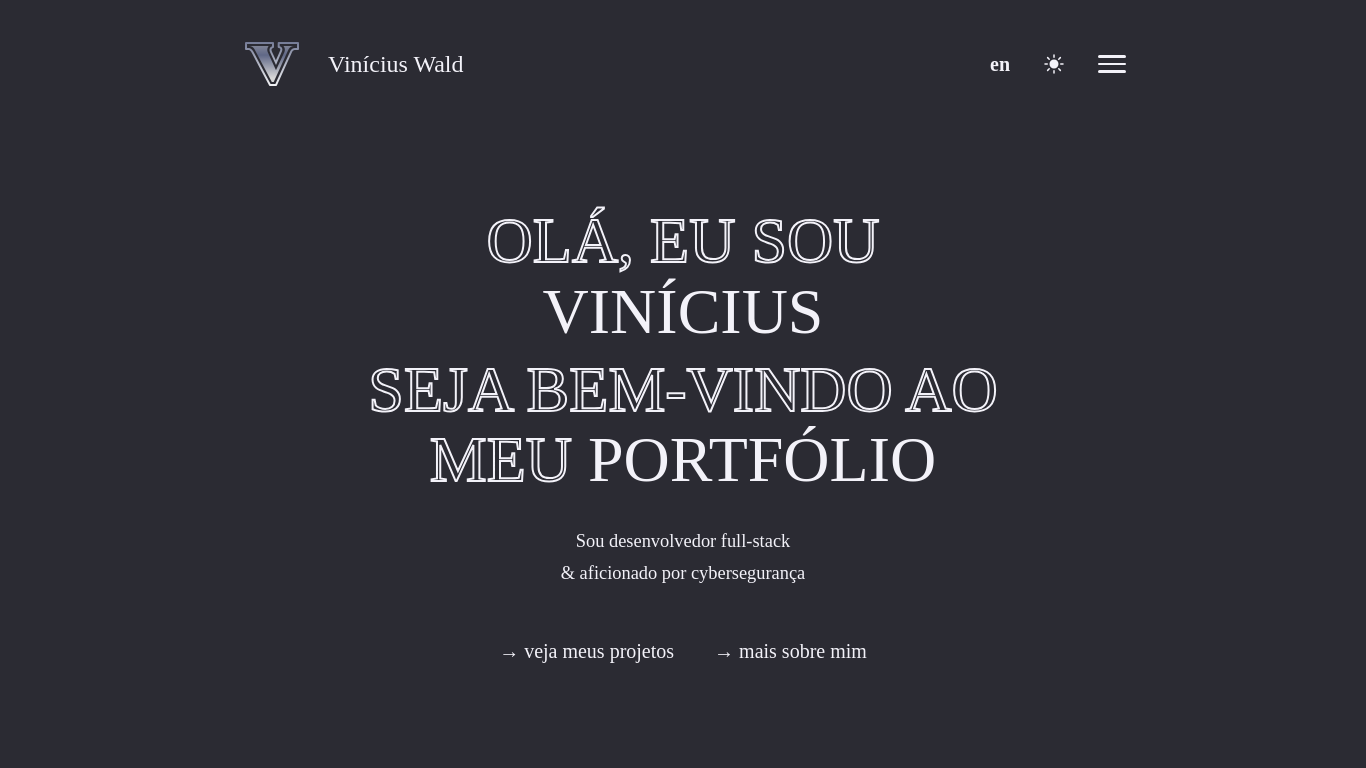 V
Vinícius Wald
en
OLÁ, EU SOU
VINÍCIUS
SEJA BEM-VINDO AO
MEU PORTFÓLIO
Sou desenvolvedor full-stack
& aficionado por cybersegurança
→ veja meus projetos
→ mais sobre mim